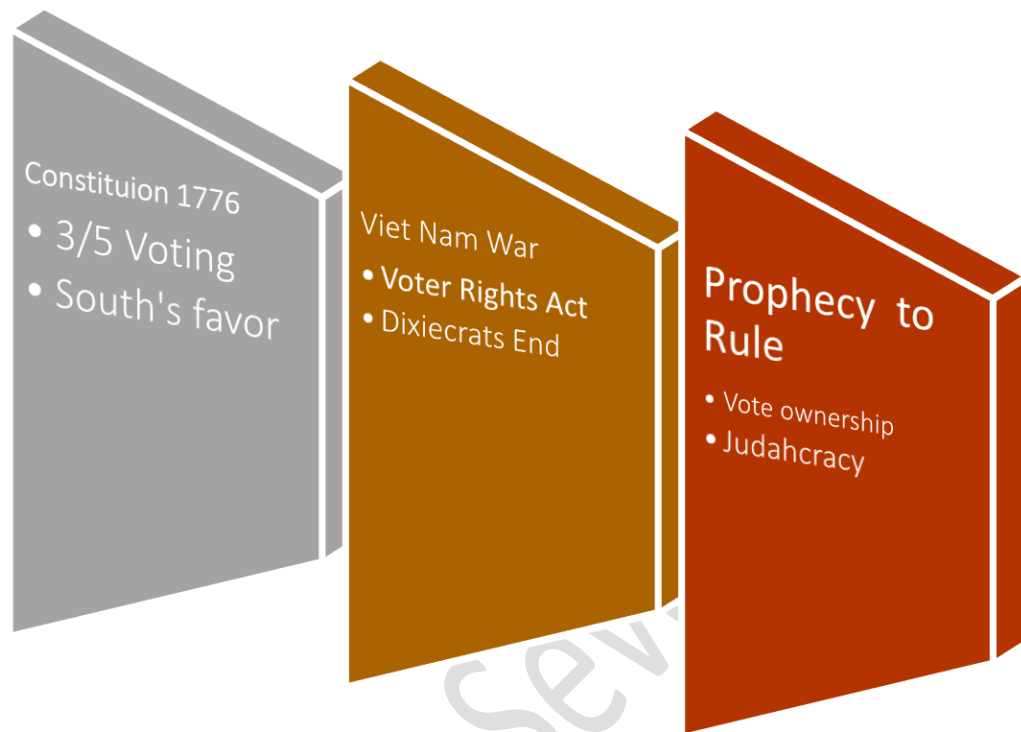 Constituion 1776
• 3/5 Voting
• South's favor
Viet Nam War
• Voter Rights Act
• Dixiecrats End
Prophecy to
Rule
• Vote ownership
• Judahcracy